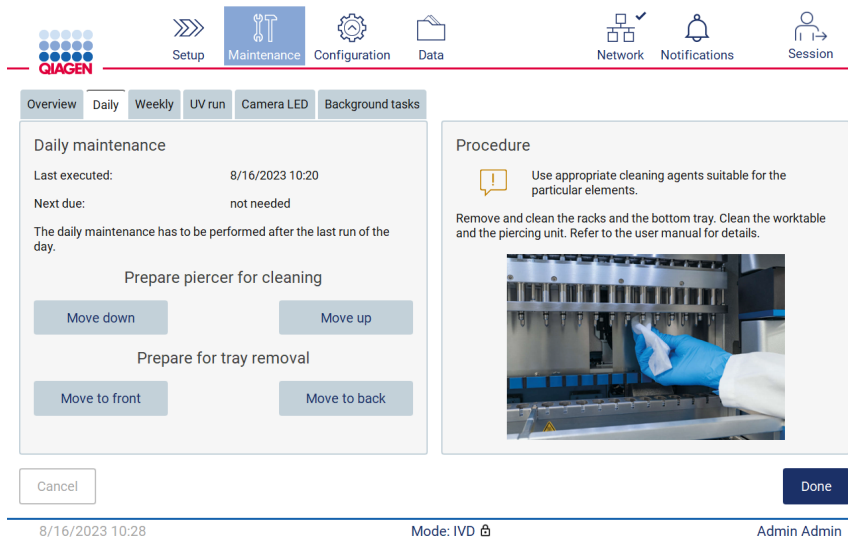 QIAGEN
Setup
Maintenance
Configuration
Data
Network
Notifications
Session
Overview
Daily
Weekly
UV run
Camera LED
Background tasks
Daily maintenance
Last executed: 8/16/2023 10:20
Next due: not needed
The daily maintenance has to be performed after the last run of the
day.
Prepare piercer for cleaning
Move down
Move up
Prepare for tray removal
Move to front
Move to back
Procedure
Use appropriate cleaning agents suitable for the
particular elements.
Remove and clean the racks and the bottom tray. Clean the worktable
and the piercing unit. Refer to the user manual for details.
Cancel
Done
8/16/2023 10:28
Mode: IVD
Admin Admin